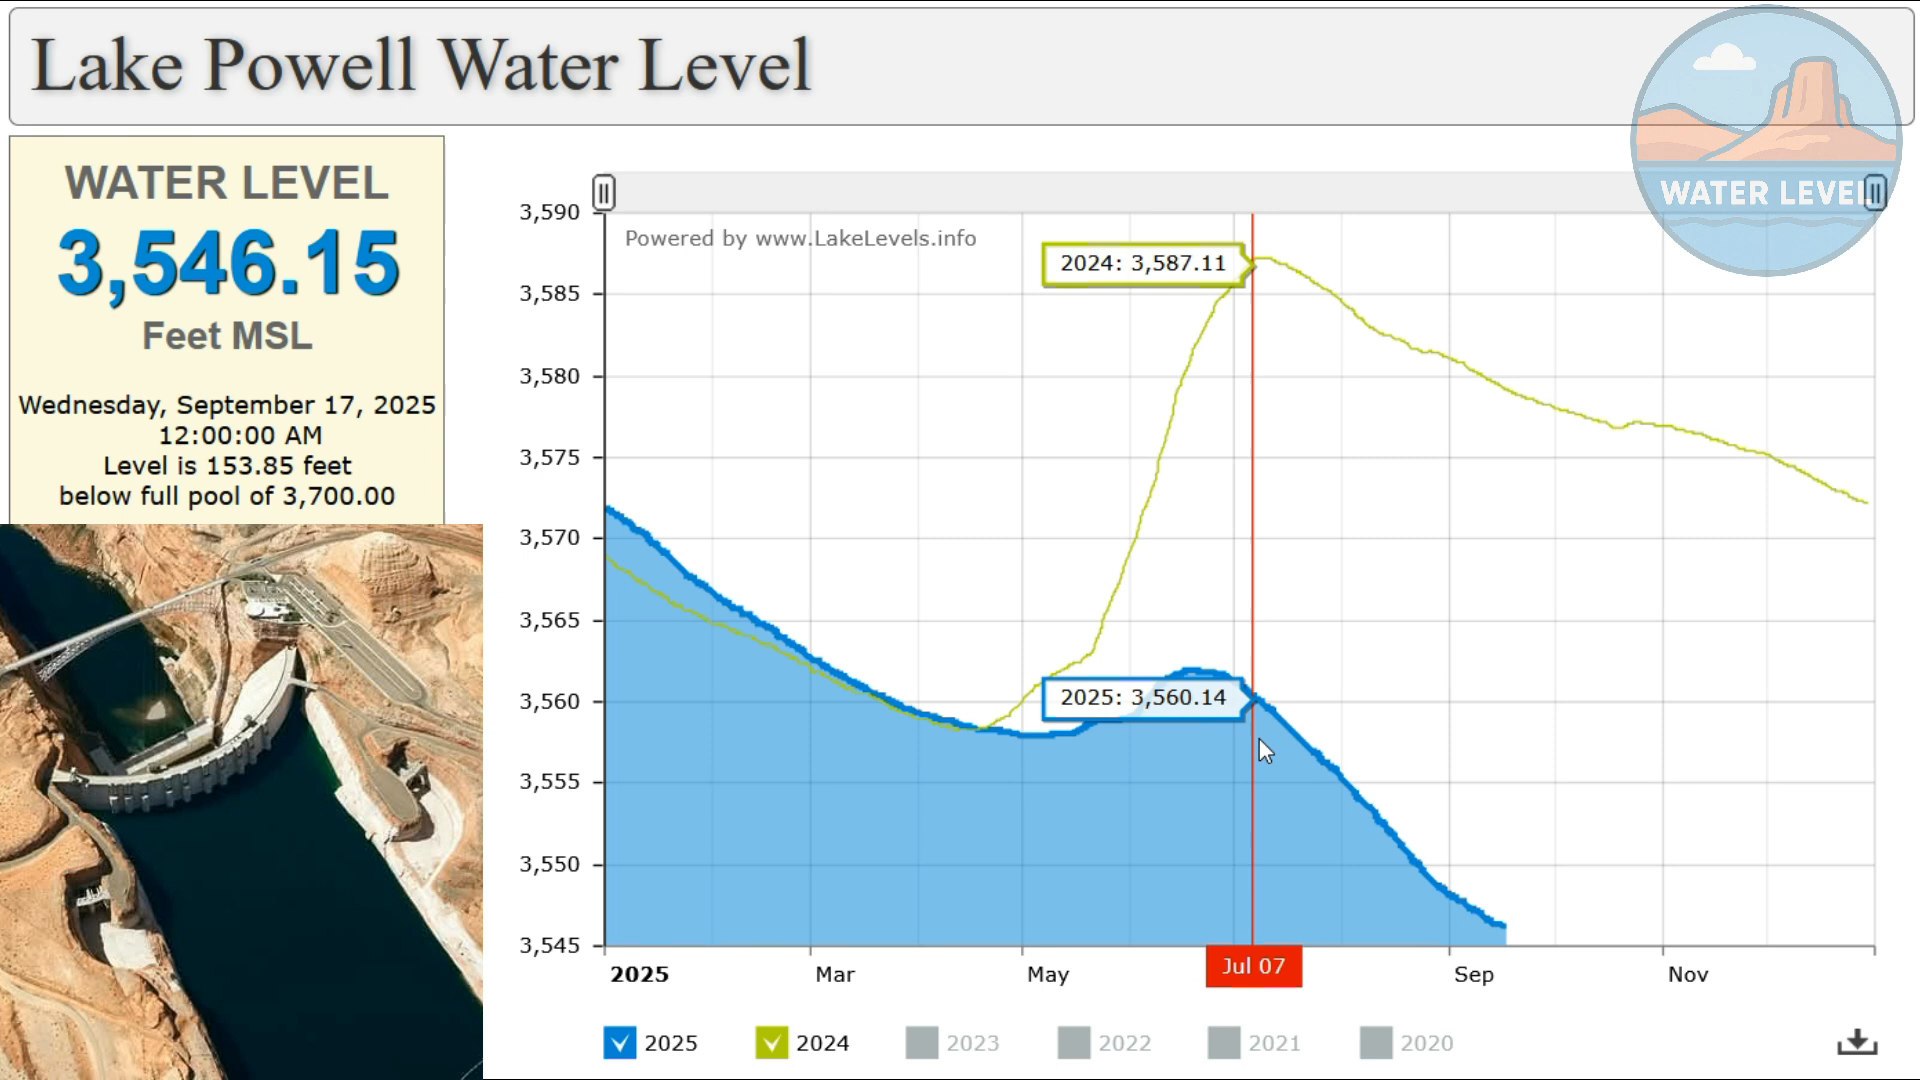 Lake Powell Water Level
WATER LEVEL
WATER LEVEL
3,546.15
Feet MSL
Wednesday, September 17, 2025
12:00:00 AM
Level is 153.85 feet
below full pool of 3,700.00
Powered by www.LakeLevels.info
3,590
3,585
3,580
3,575
3,570
3,565
3,560
3,555
3,550
3,545
2024: 3,587.11
2025: 3,560.14
2025 Mar May Jul 07 Sep Nov
2025 2024 2023 2022 2021 2020